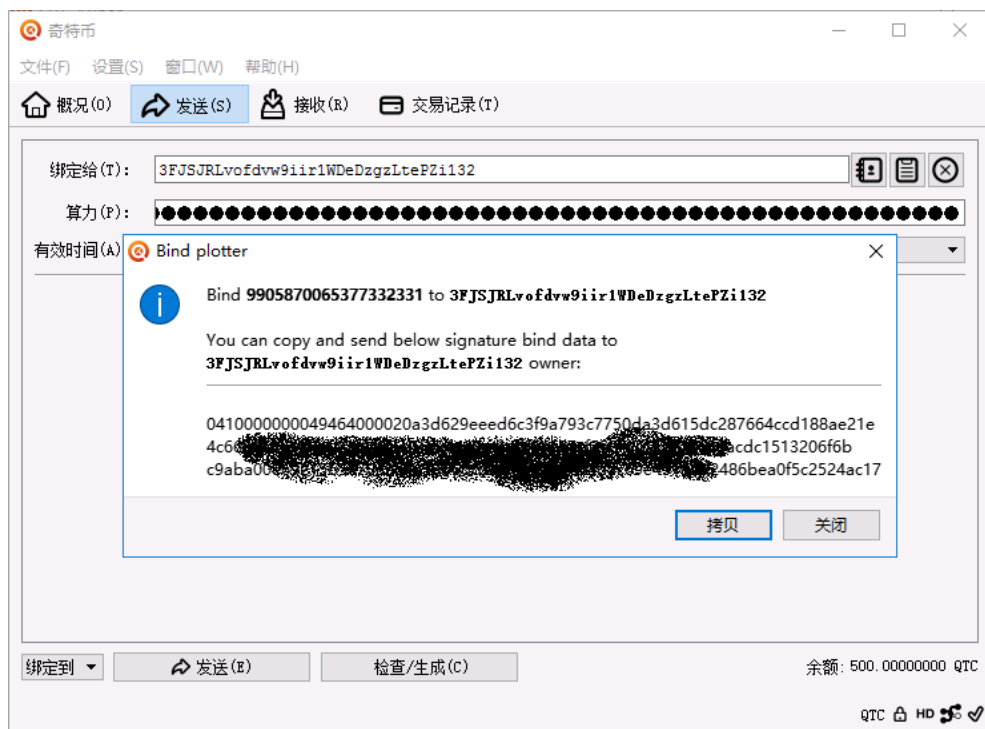 奇特币
文件(F) 设置(S) 窗口(W) 帮助(H)
概况(O) 发送(S) 接收(R) 交易记录(T)
绑定给(T): 3FJSJRLvofdvw9iir1WDeDzgzLtePZi132
算力(P):
有效时间(A)
Bind plotter
Bind 9905870065377332331 to 3FJSJRLvofdvw9iir1WDeDzgzLtePZi132
You can copy and send below signature bind data to
3FJSJRLvofdvw9iir1WDeDzgzLtePZi132 owner:
0410000000049464000020a3d629eeed6c3f9a793c7750da3d615dc287664ccd188ae21e
4c6 acdc1513206f6b
c9aba0 2486bea0f5c2524ac17
拷贝 关闭
绑定到 发送(E) 检查/生成(C) 余额: 500.00000000 QTC
QTC HD